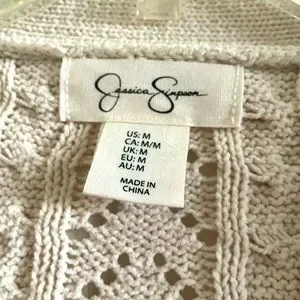 Jessica Simpson
US: M
CA: M/M
UK: M
EU: M
AU: M
MADE IN
CHINA